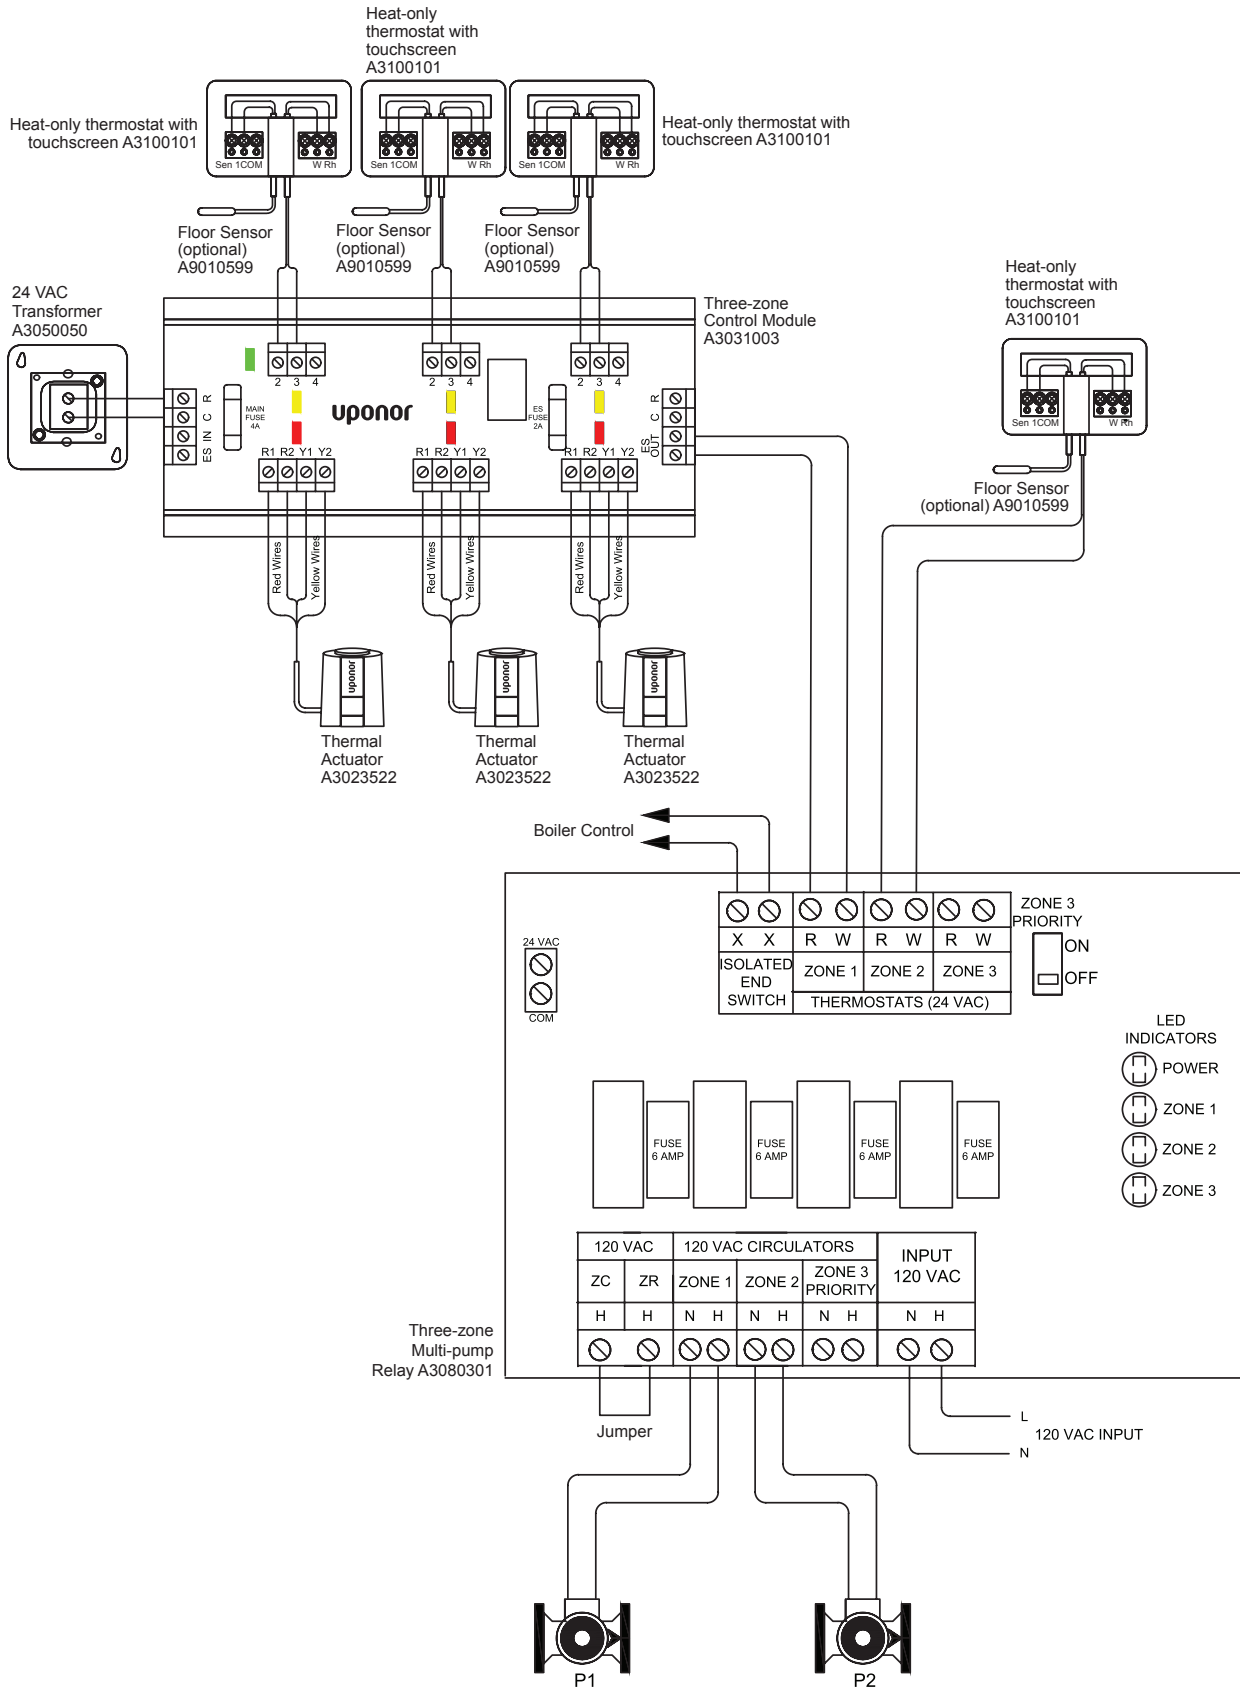 Heat-only
thermostat with
touchscreen
A3100101
Heat-only thermostat with
touchscreen A3100101
Heat-only thermostat with
touchscreen A3100101
Sen 1COM W Rh
Sen 1COM W Rh
Sen 1COM W Rh
Floor Sensor
(optional)
A9010599
Floor Sensor
(optional)
A9010599
Floor Sensor
(optional)
A9010599
24 VAC
Transformer
A3050050
Three-zone
Control Module
A3031003
Heat-only
thermostat with
touchscreen
A3100101
Sen 1COM W Rh
Floor Sensor
(optional) A9010599
2 3 4
2 3 4
2 3 4
R
C
ES IN
MAIN
FUSE
4A
uponor
ES
FUSE
2A
R
C
ES
OUT
R1 R2 Y1 Y2
R1 R2 Y1 Y2
R1 R2 Y1 Y2
Red Wires
Yellow Wires
Red Wires
Yellow Wires
Red Wires
Yellow Wires
uponor
uponor
uponor
Thermal
Actuator
A3023522
Thermal
Actuator
A3023522
Thermal
Actuator
A3023522
Boiler Control
24 VAC
COM
X X R W R W R W
ISOLATED
END
SWITCH
ZONE 1 ZONE 2 ZONE 3
THERMOSTATS (24 VAC)
ZONE 3
PRIORITY
ON
OFF
LED
INDICATORS
POWER
ZONE 1
ZONE 2
ZONE 3
FUSE
6 AMP
FUSE
6 AMP
FUSE
6 AMP
FUSE
6 AMP
120 VAC 120 VAC CIRCULATORS
INPUT
120 VAC
ZC ZR ZONE 1 ZONE 2
ZONE 3
PRIORITY
H H N H N H N H N H
Three-zone
Multi-pump
Relay A3080301
Jumper
L
120 VAC INPUT
N
P1
P2